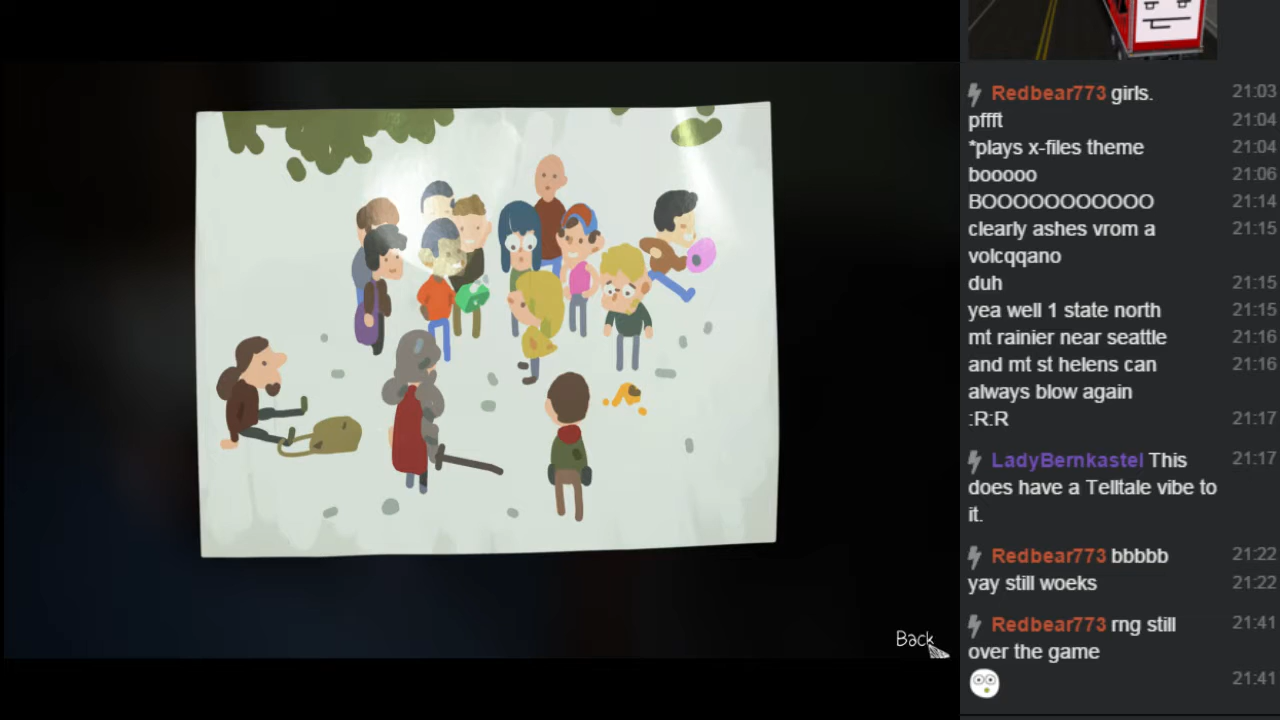 Redbear773 girls. 21:03
pffft 21:04
*plays x-files theme 21:04
booooo 21:06
BOOOOOOOOOOO 21:14
clearly ashes vrom a 21:15
volcqqano
duh 21:15
yea well 1 state north 21:15
mt rainier near seattle 21:16
and mt st helens can 21:16
always blow again
:R:R 21:17
LadyBernkastel This 21:17
does have a Telltale vibe to
it.
Redbear773 bbbbb 21:22
yay still woeks 21:22
Redbear773 rng still 21:41
over the game
21:41
Back